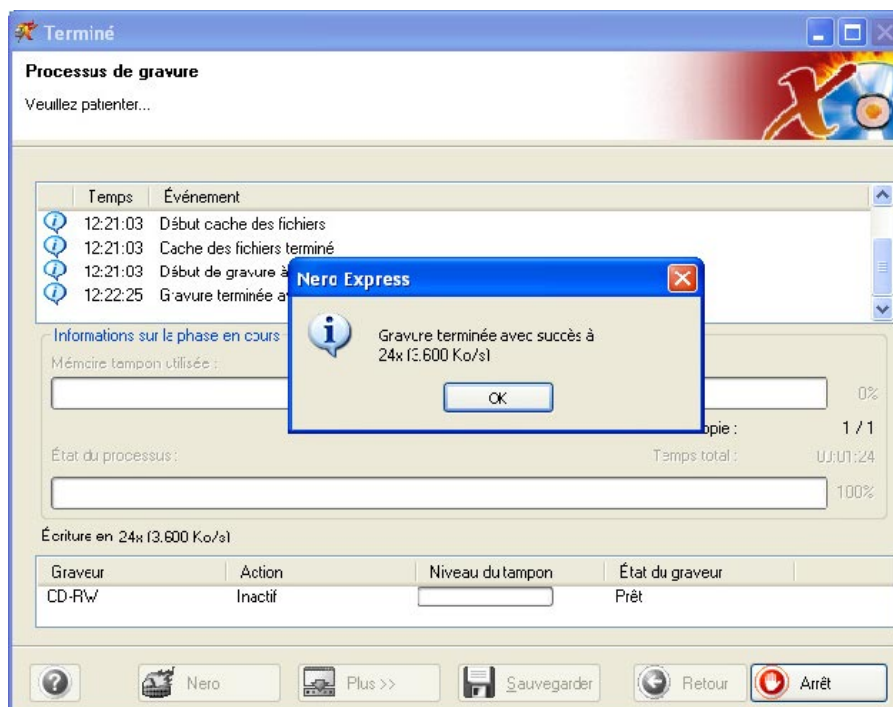 Terminé
Processus de gravure
Veuillez patienter...
Temps Événement
12:21:03 Début cache des fichiers
12:21:03 Cache des fichiers terminé
12:21:03 Début de gravure à
12:22:25 Gravure terminée a
Nero Express
Gravure terminée avec succès à
24x (3.600 Ko/s)
OK
Informations sur la phase en cours
Mémoire tampon utilisée :
0%
opie : 1 / 1
État du processus : Temps total : 00:01:24
100%
Écriture en 24x (3.600 Ko/s)
Graveur Action Niveau du tampon État du graveur
CD-RW Inactif Prêt
Nero Plus >> Sauvegarder Retour Arrêt